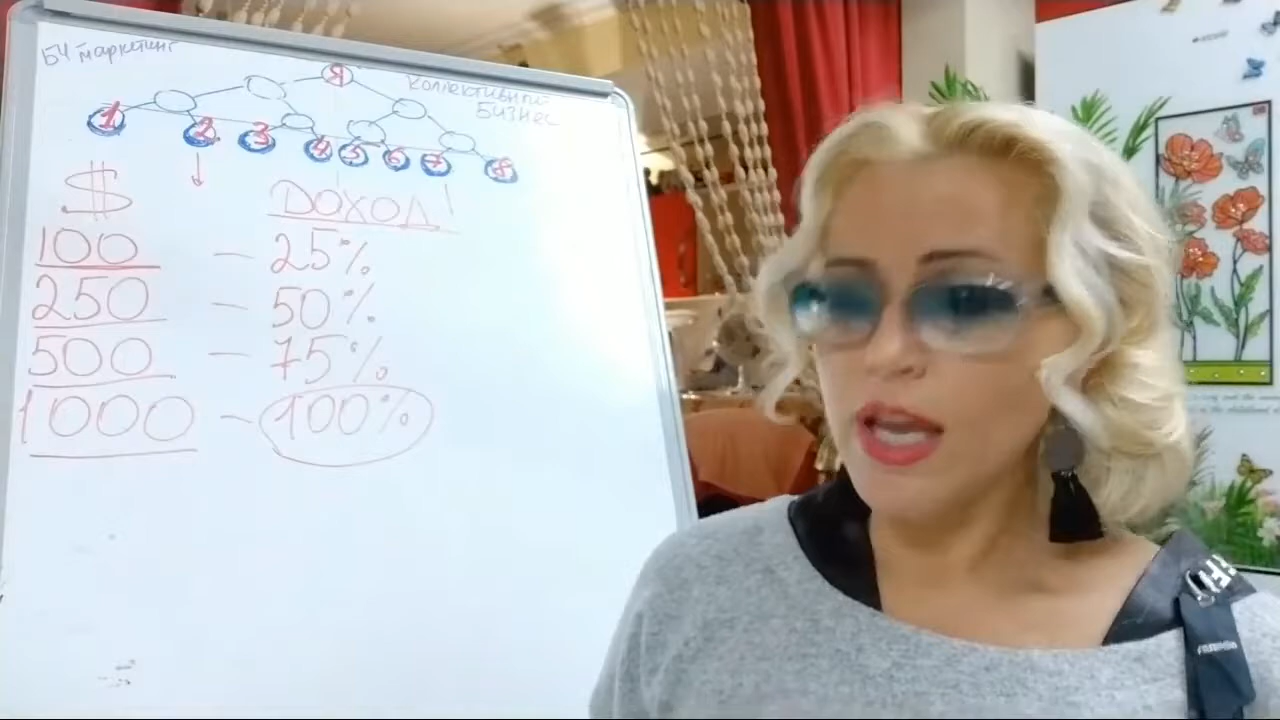 БЧ маркетинг
Коллективный
Бизнес
Я
1 2 3 4 5 6 7 8
$ ДОХОД!
100 – 25%
250 – 50%
500 – 75%
1000 – 100%